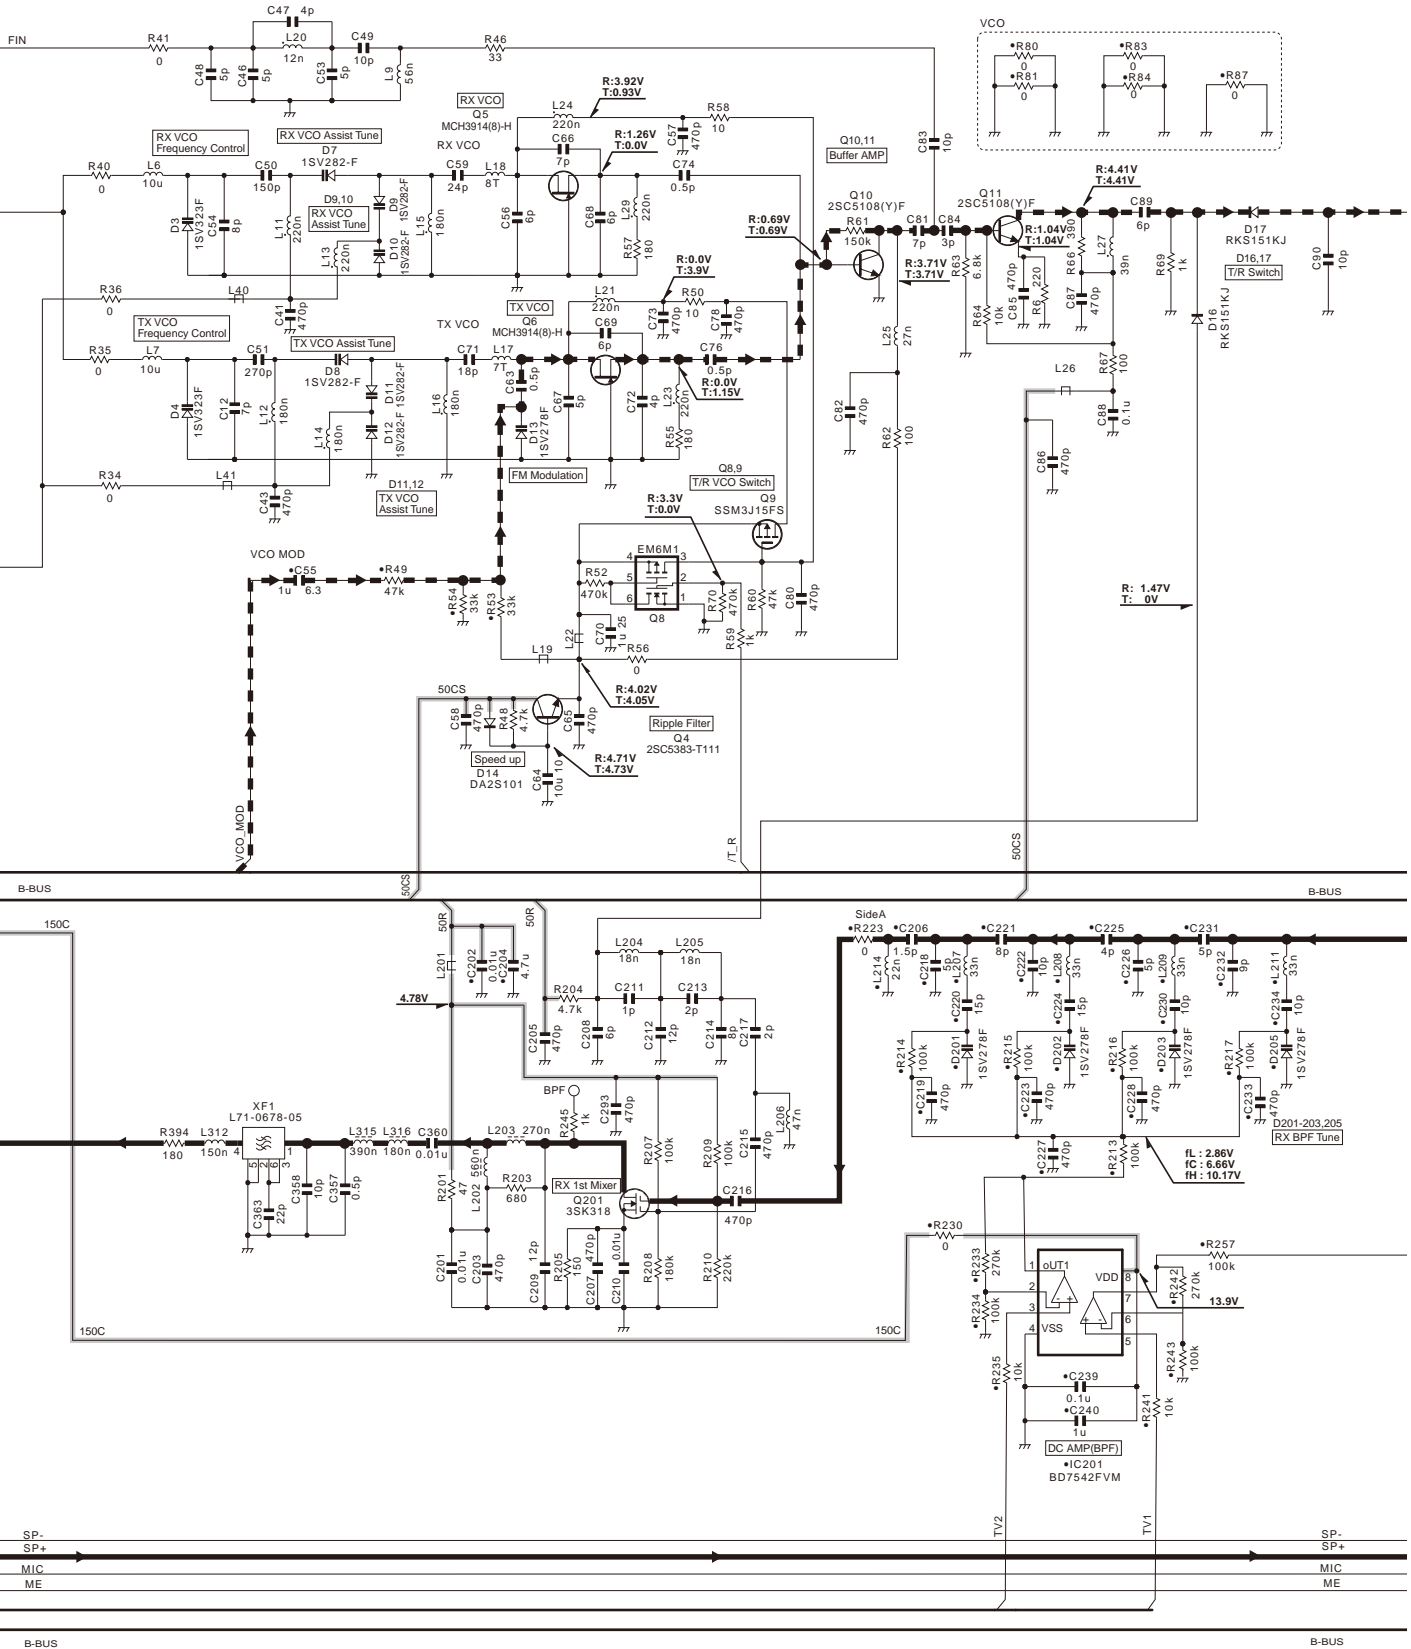 C47 4p
VCO
FIN
R41
0
L20
12n
C49
10p
R46
33
•R80
0
•R81
0
•R83
0
•R84
0
•R87
0
C48
5p
C46
5p
C53
5p
L9
56n
R:3.92V
T:0.93V
RX VCO
Q5
MCH3914(8)-H
RX VCO
L24
220n
C66
7p
C57
470p
R58
10
R:1.26V
T:0.0V
Q10,11
Buffer AMP
C83
10p
RX VCO
Frequency Control
RX VCO Assist Tune
D7
1SV282-F
R40
0
L6
10u
C50
150p
D9,10
RX VCO
Assist Tune
D9
1SV282-F
D10
1SV282-F
C59
24p
L18
8T
C74
0.5p
D3
1SV323F
C54
8p
L11
220n
L13
220n
L15
180n
C56
6p
C68
6p
L29
220n
R57
180
R:0.69V
T:0.69V
Q10
2SC5108(Y)F
R61
150k
C81
7p
C84
3p
Q11
2SC5108(Y)F
R:4.41V
T:4.41V
C89
6p
R:1.04V
T:1.04V
390
R66
L27
39n
R69
1k
D17
RKS151KJ
D16,17
T/R Switch
C90
10p
R:3.71V
T:3.71V
R63
6.8k
C85
470p
R6
220
C87
470p
R64
10k
D16
RKS151KJ
R36
0
L40
C41
470p
TX VCO
Frequency Control
TX VCO Assist Tune
D8
1SV282-F
R35
0
L7
10u
C51
270p
TX VCO
TX VCO
Q6
MCH3914(8)-H
L21
220n
C69
6p
R:0.0V
T:3.9V
C73
470p
R50
10
C78
470p
C71
18p
L17
7T
C76
0.5p
R:0.0V
T:1.15V
L25
27n
R67
100
L26
D4
1SV323F
C12
7p
L12
180n
L14
180n
D11
1SV282-F
D12
1SV282-F
L16
180n
C63
0.5p
D13
1SV278F
C67
5p
C72
4p
L23
220n
R55
180
C82
470p
R62
100
C88
0.1u
C86
470p
R34
0
L41
C43
470p
D11,12
TX VCO
Assist Tune
FM Modulation
Q8,9
T/R VCO Switch
R:3.3V
T:0.0V
Q9
SSM3J15FS
VCO MOD
•C55
1u 6.3
•R49
47k
•R54
33k
•R53
33k
EM6M1
4
3
5
2
6
1
Q8
R52
470k
C70
1u 25
L22
R70
470k
R59
1k
R60
47k
C80
470p
R: 1.47V
T: 0V
L19
R56
0
R:4.02V
T:4.05V
50CS
C58
470p
R48
4.7k
C65
470p
Ripple Filter
Q4
2SC5383-T111
Speed up
D14
DA2S101
C64
10u 10
R:4.71V
T:4.73V
VCO_MOD
50CS
/T_R
50CS
B-BUS
B-BUS
150C
50R
50R
SideA
•R223
0
•C206
1.5p
•C221
8p
•C225
4p
•C231
5p
L201
•C202
0.01u
•C204
4.7u
4.78V
C205
470p
R204
4.7k
L204
18n
L205
18n
C211
1p
C213
2p
C208
6p
C212
12p
C214
8p
C217
2p
•L214
22n
•C218
5p
•L207
33n
•C220
15p
•C222
10p
•L208
33n
•C224
15p
•C226
5p
•L209
33n
•C230
10p
•C232
9p
•L211
33n
•C234
10p
•R214
100k
•D201
1SV278F
•R215
100k
•D202
1SV278F
•R216
100k
•D203
1SV278F
•R217
100k
•D205
1SV278F
•C219
470p
•C223
470p
•C228
470p
•C233
470p
D201-203,205
RX BPF Tune
BPF
R245
1k
C293
470p
R207
100k
R209
100k
C215
470p
L206
47n
•C227
470p
•R213
100k
fL : 2.86V
fC : 6.66V
fH : 10.17V
XF1
L71-0678-05
4
1
5
2
6
3
R394
180
L312
150n
L315
390n
L316
180n
C360
0.01u
L203 270n
L202
560n
R201
47
R203
680
RX 1st Mixer
Q201
3SK318
C216
470p
C363
22p
C358
10p
C357
0.5p
C201
0.01u
C203
470p
C209
12p
R205
150
C207
470p
C210
0.01u
R208
180k
R210
220k
•R230
0
•R233
270k
•R234
100k
1
oUT1
2
3
4
VSS
VDD
8
7
6
5
•R257
100k
•R242
270k
13.9V
•R243
100k
•R235
10k
•R241
10k
150C
150C
•C239
0.1u
•C240
1u
DC AMP(BPF)
•IC201
BD7542FVM
TV2
TV1
SP-
SP-
SP+
SP+
MIC
MIC
ME
ME
B-BUS
B-BUS